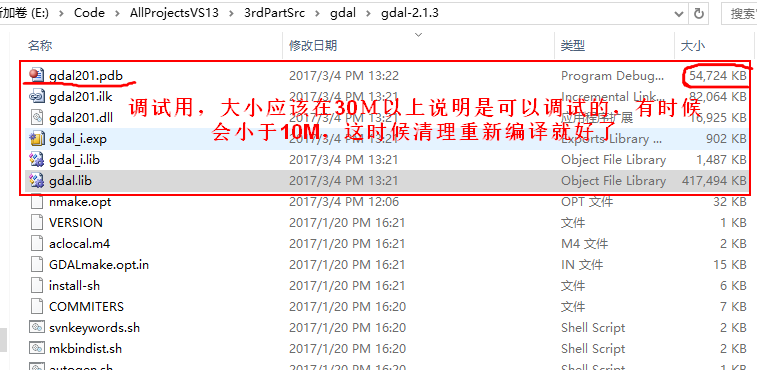 新加卷 (E:) › Code › AllProjectsVS13 › 3rdPartSrc › gdal › gdal-2.1.3 搜索"
名称 修改日期 类型 大小
gdal201.pdb 2017/3/4 PM 13:22 Program Debug... 54,724 KB
gdal201.ilk 2017/3/4 PM 13:21 Incremental Link... 82,064 KB
调试用，大小应该在30M以上说明是可以调试的，有时候
gdal201.dll 2017/3/4 PM 13:21 应用程序扩展 16,925 KB
会小于10M，这时候清理重新编译就好了
gdal_i.exp 2017/3/4 PM 13:21 Exports Library ... 902 KB
gdal_i.lib 2017/3/4 PM 13:21 Object File Library 1,487 KB
gdal.lib 2017/3/4 PM 13:21 Object File Library 417,494 KB
nmake.opt 2017/3/4 PM 12:06 OPT 文件 32 KB
VERSION 2017/1/20 PM 16:21 文件 1 KB
aclocal.m4 2017/1/20 PM 16:21 M4 文件 2 KB
GDALmake.opt.in 2017/1/20 PM 16:21 IN 文件 15 KB
install-sh 2017/1/20 PM 16:21 文件 6 KB
COMMITERS 2017/1/20 PM 16:20 文件 7 KB
svnkeywords.sh 2017/1/20 PM 16:20 Shell Script 2 KB
mkbindist.sh 2017/1/20 PM 16:20 Shell Script 4 KB
autogen.sh 2017/1/20 PM 16:20 Shell Script 1 KB